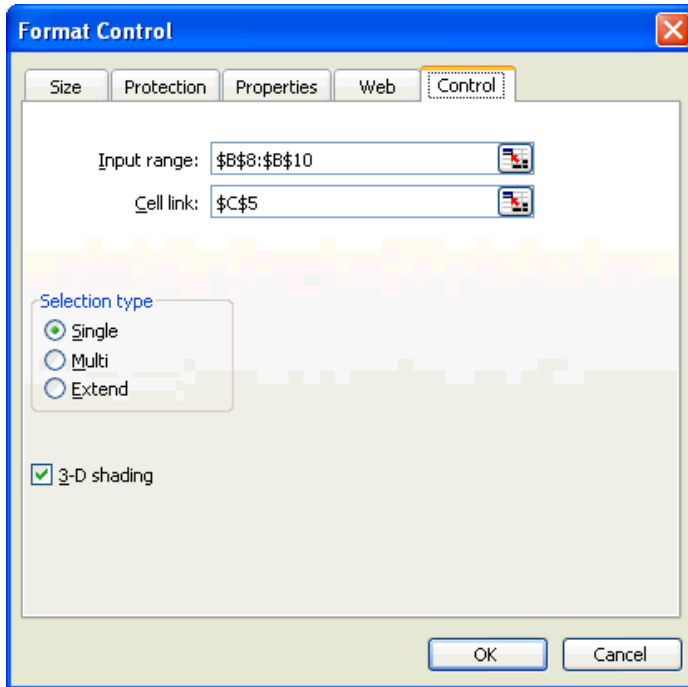 Format Control
Size Protection Properties Web Control
Input range: $B$8:$B$10
Cell link: $C$5
Selection type
Single
Multi
Extend
3-D shading
OK Cancel